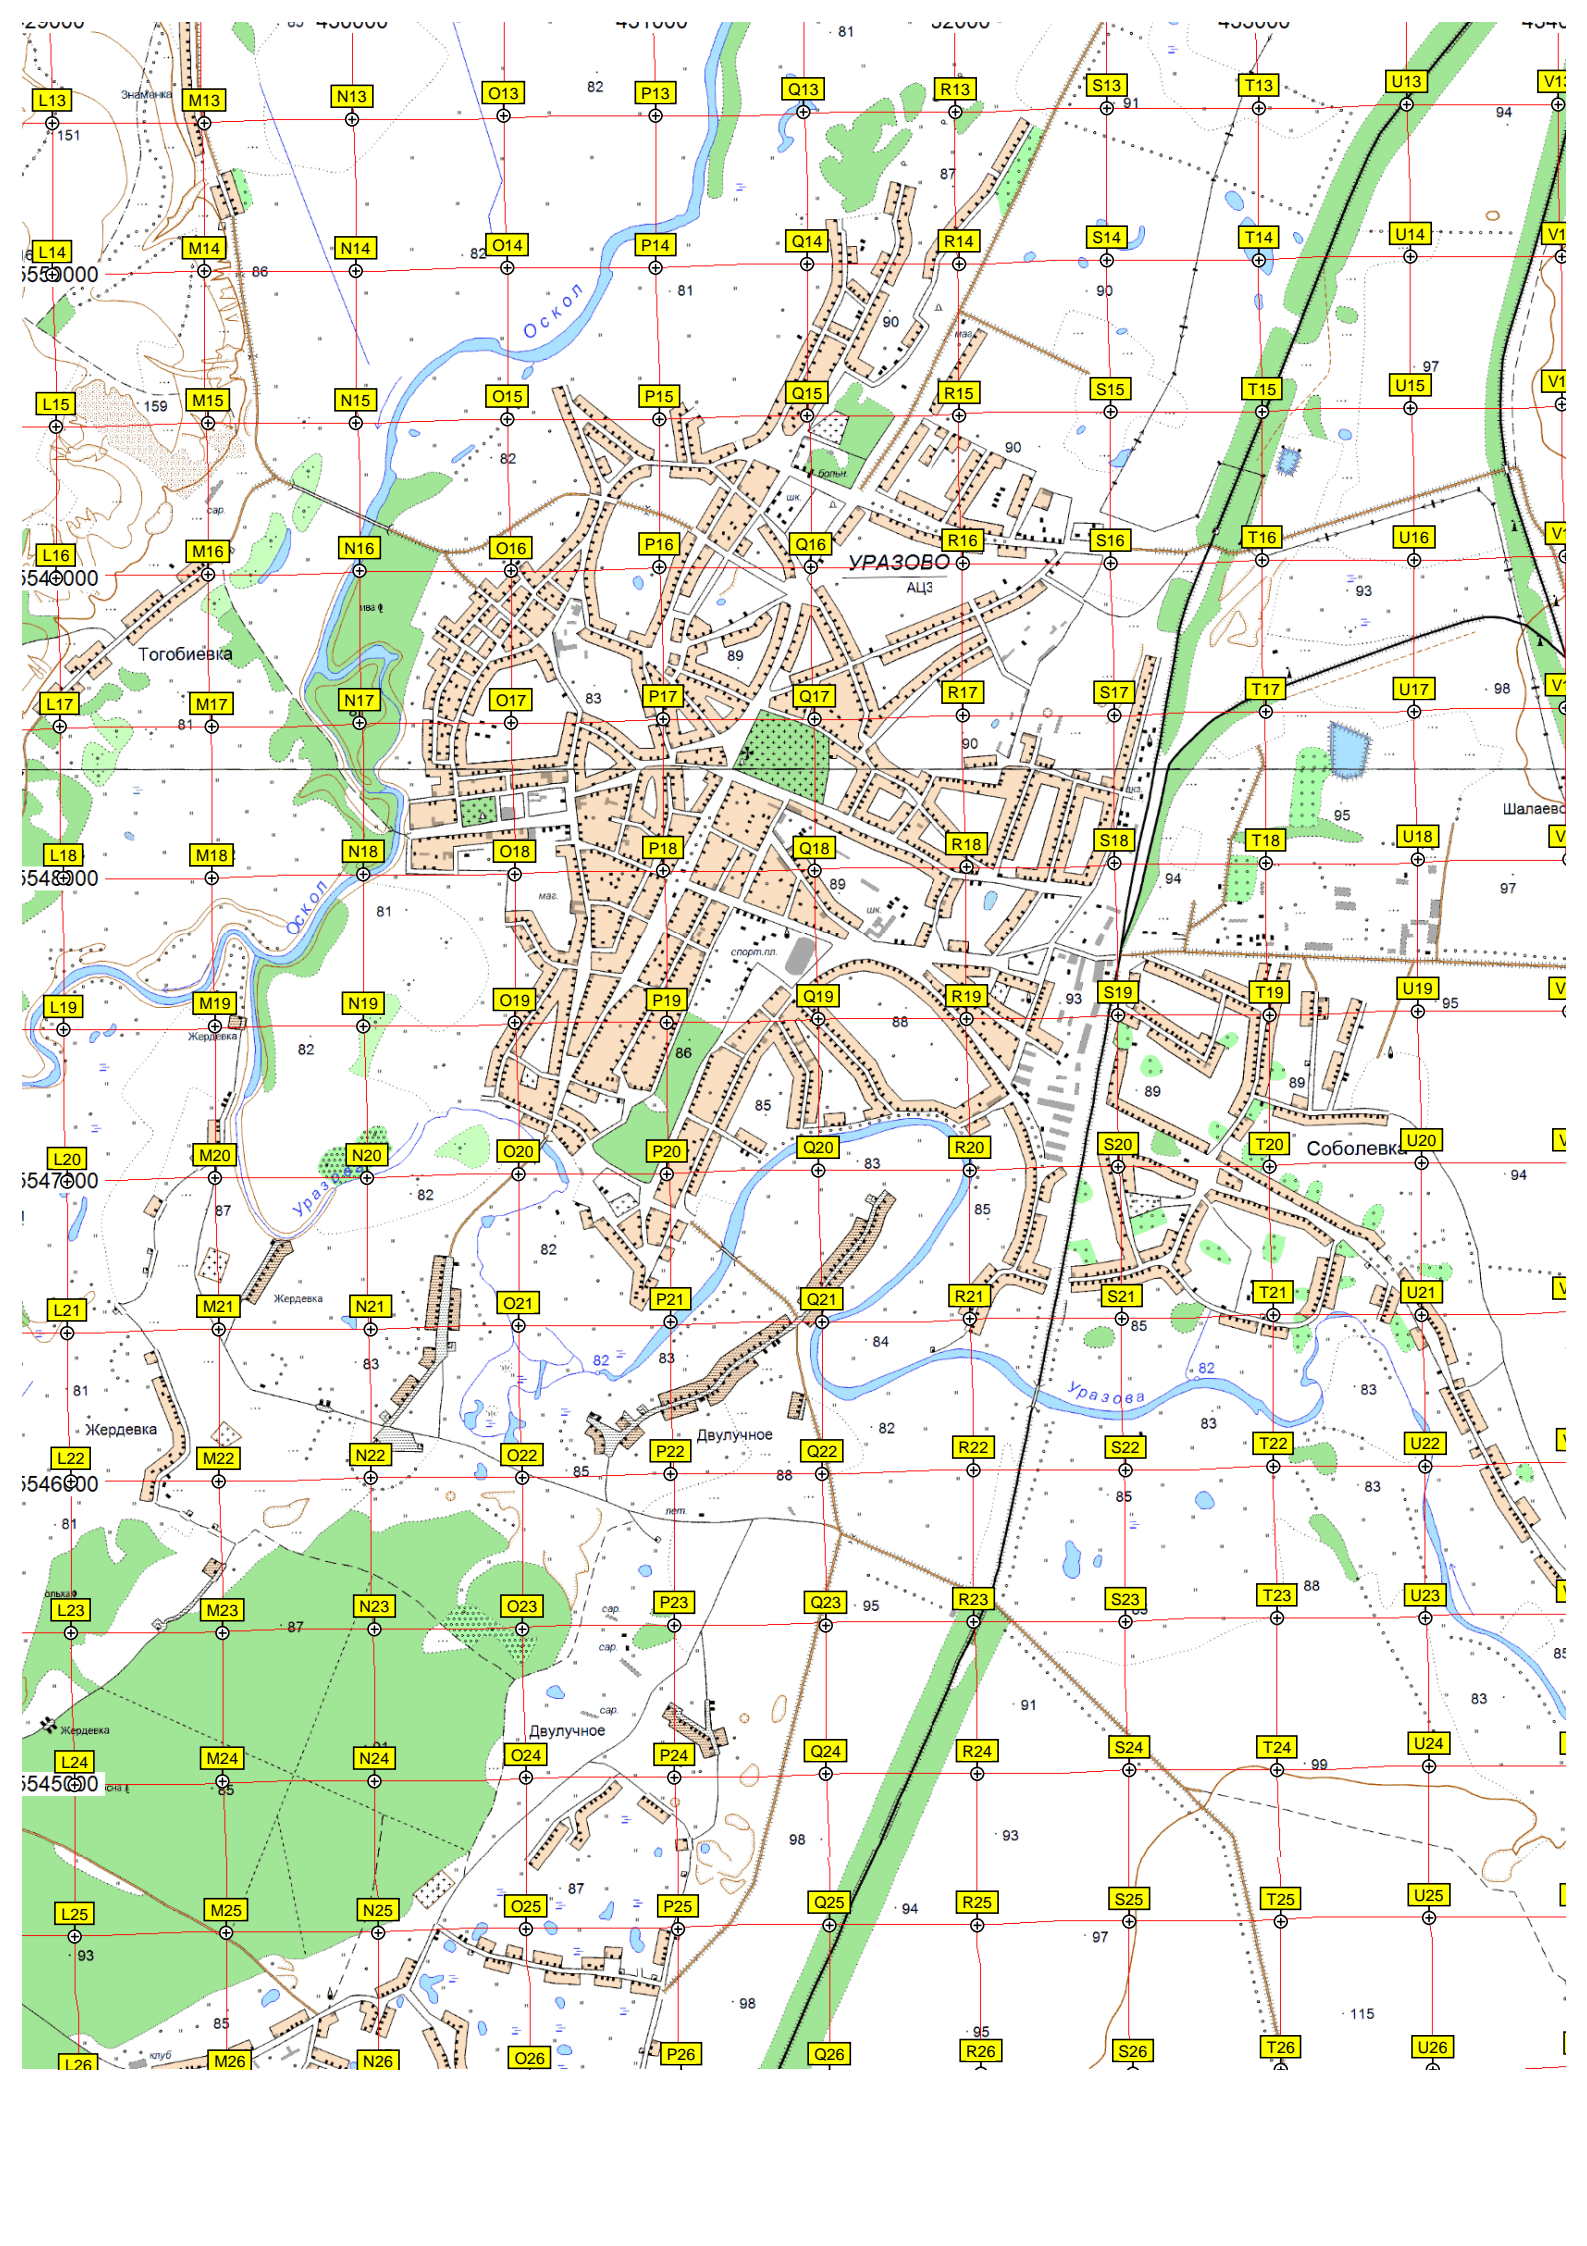 81
L13
M13
N13
O13
P13
Q13
R13
S13
T13
U13
Знаменка
82
91
94
151
87
L14
M14
N14
O14
P14
Q14
R14
S14
T14
U14
86
82
81
90
Оскол
90
маг.
97
L15
M15
N15
O15
P15
Q15
R15
S15
T15
U15
159
82
90
больн.
шк.
сар.
L16
M16
N16
O16
P16
Q16
R16
S16
T16
U16
УРАЗОВО
АЦЗ
ива
93
Тогобиевка
89
83
98
L17
M17
N17
O17
P17
Q17
R17
S17
T17
U17
81
90
95
Шалаево
L18
M18
N18
O18
P18
Q18
R18
S18
T18
U18
5548000
Оскол
81
маг.
89
шк.
94
97
спорт.пл.
L19
M19
N19
O19
P19
Q19
R19
S19
T19
U19
Жердевка
82
86
88
93
95
85
89
89
L20
M20
N20
O20
P20
Q20
R20
S20
T20
U20
Соболевка
5547000
Уразова
82
83
94
87
85
82
Жердевка
L21
M21
N21
O21
P21
Q21
R21
S21
T21
U21
85
83
82
83
84
82
81
Уразова
83
Жердевка
Двулучное
82
83
L22
M22
N22
O22
P22
Q22
R22
S22
T22
U22
5546000
85
88
85
83
81
лет.
ольха
88
L23
M23
N23
O23
P23
Q23
R23
S23
T23
U23
87
сар.
95
сар.
85
91
83
сар.
Жердевка
Двулучное
L24
M24
N24
O24
P24
Q24
R24
S24
T24
U24
5545000
85
99
98
93
87
94
L25
M25
N25
O25
P25
Q25
R25
S25
T25
U25
93
97
98
115
85
95
клуб
L26
M26
N26
O26
P26
Q26
R26
S26
T26
U26